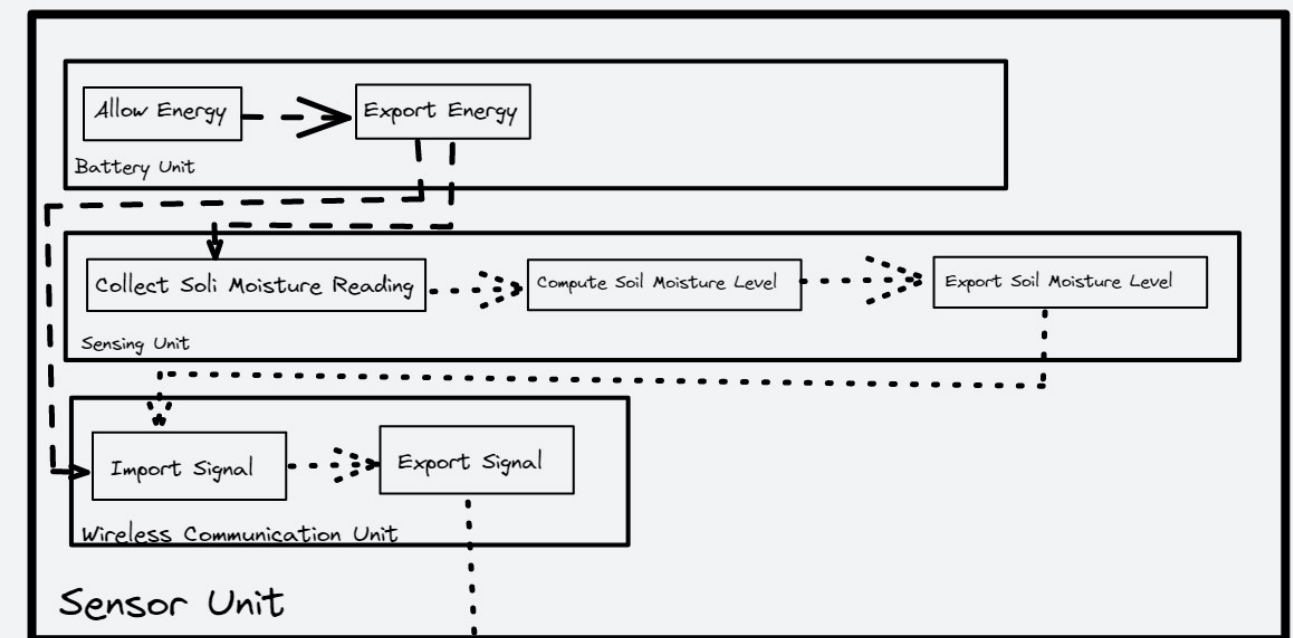 Allow Energy
Export Energy
Battery Unit
Collect Soli Moisture Reading
Compute Soil Moisture Level
Export Soil Moisture Level
Sensing Unit
Import Signal
Export Signal
Wireless Communication Unit
Sensor Unit